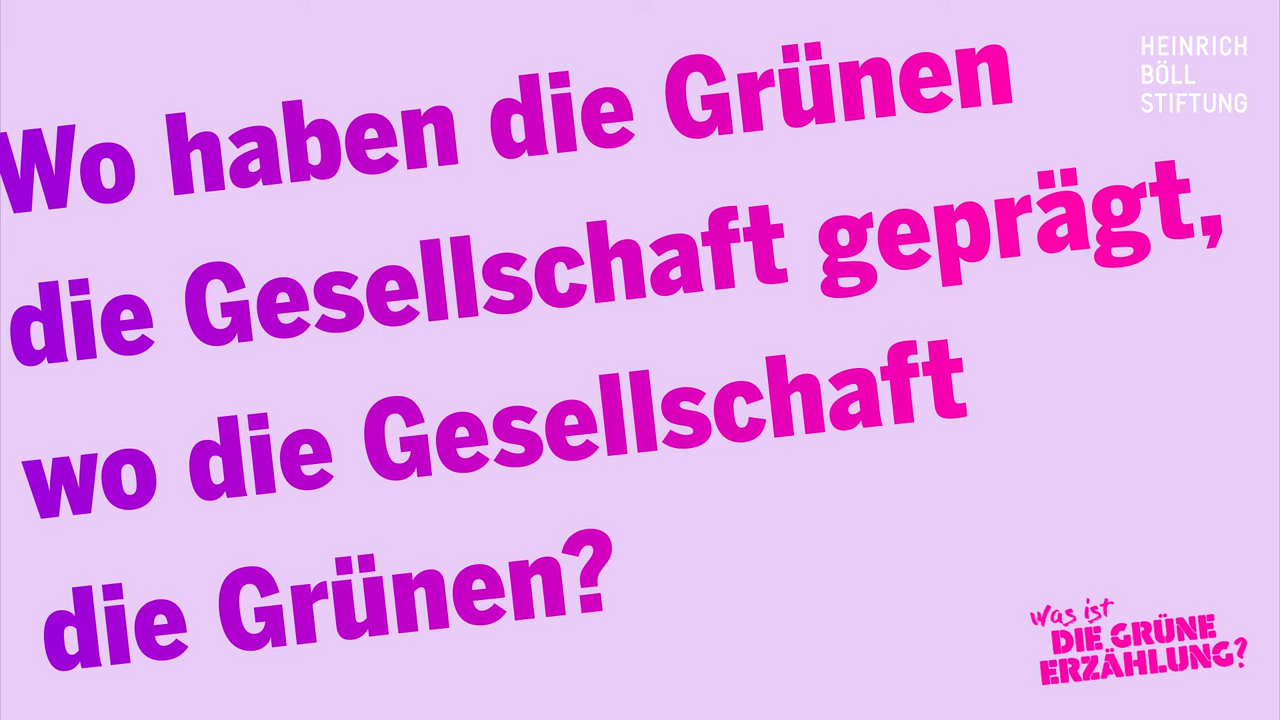 Wo haben die Grünen
die Gesellschaft geprägt,
wo die Gesellschaft
die Grünen?
HEINRICH
BÖLL
STIFTUNG
was ist
DIE GRÜNE
ERZÄHLUNG?